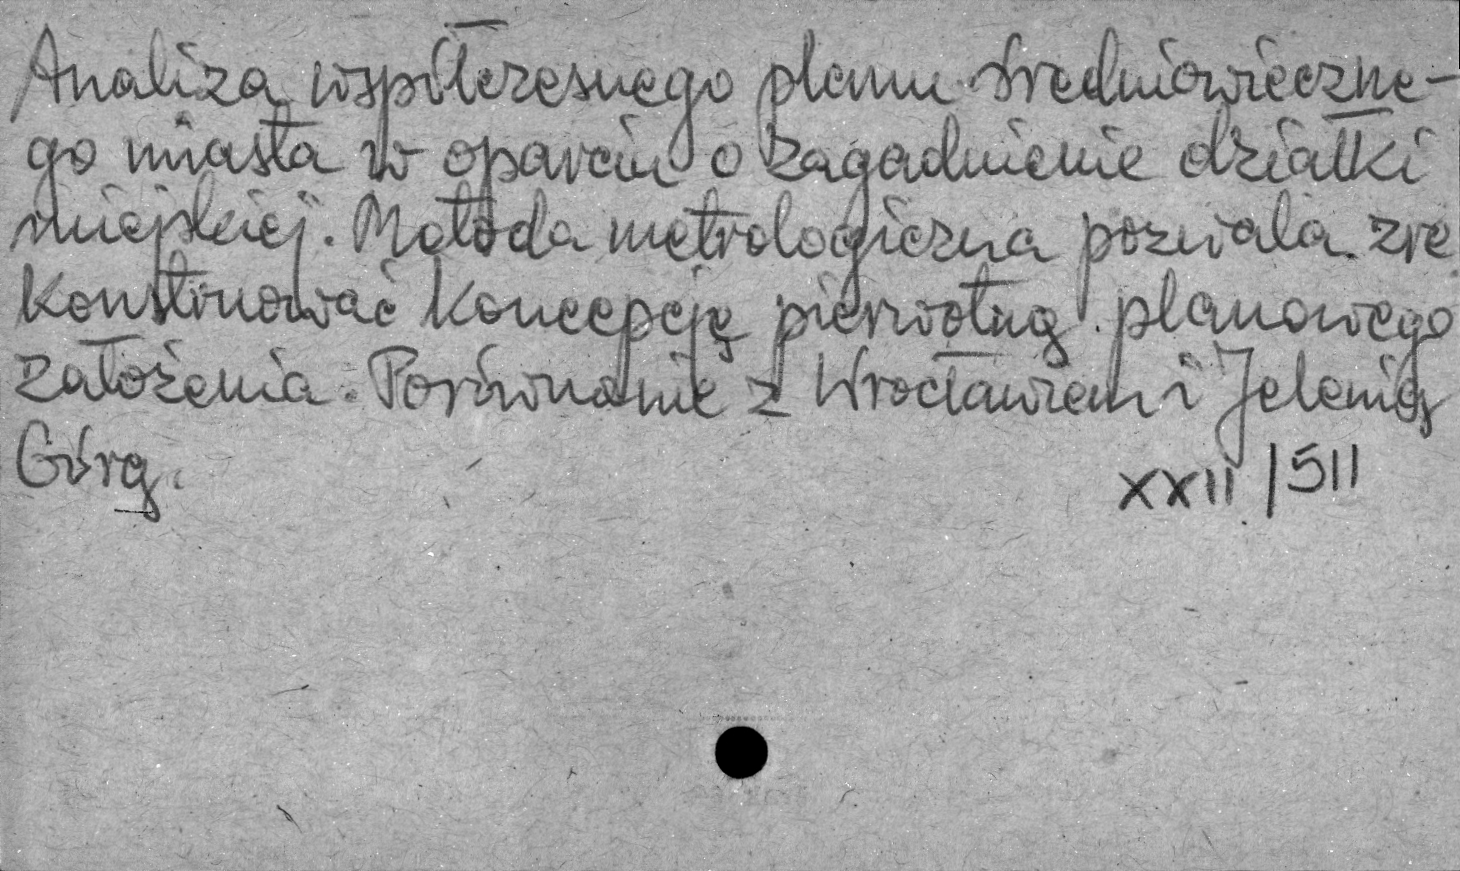 Analiza współczesnego planu średniowieczne-
go miasta w oparciu o zagadnienie działki
miejskiej. Metoda metrologiczna pozwala zre
konstruować koncepcję pierwotną planowego
założenia. Porównanie z Wrocławiem i Jelenią
Górą.
XXII/511